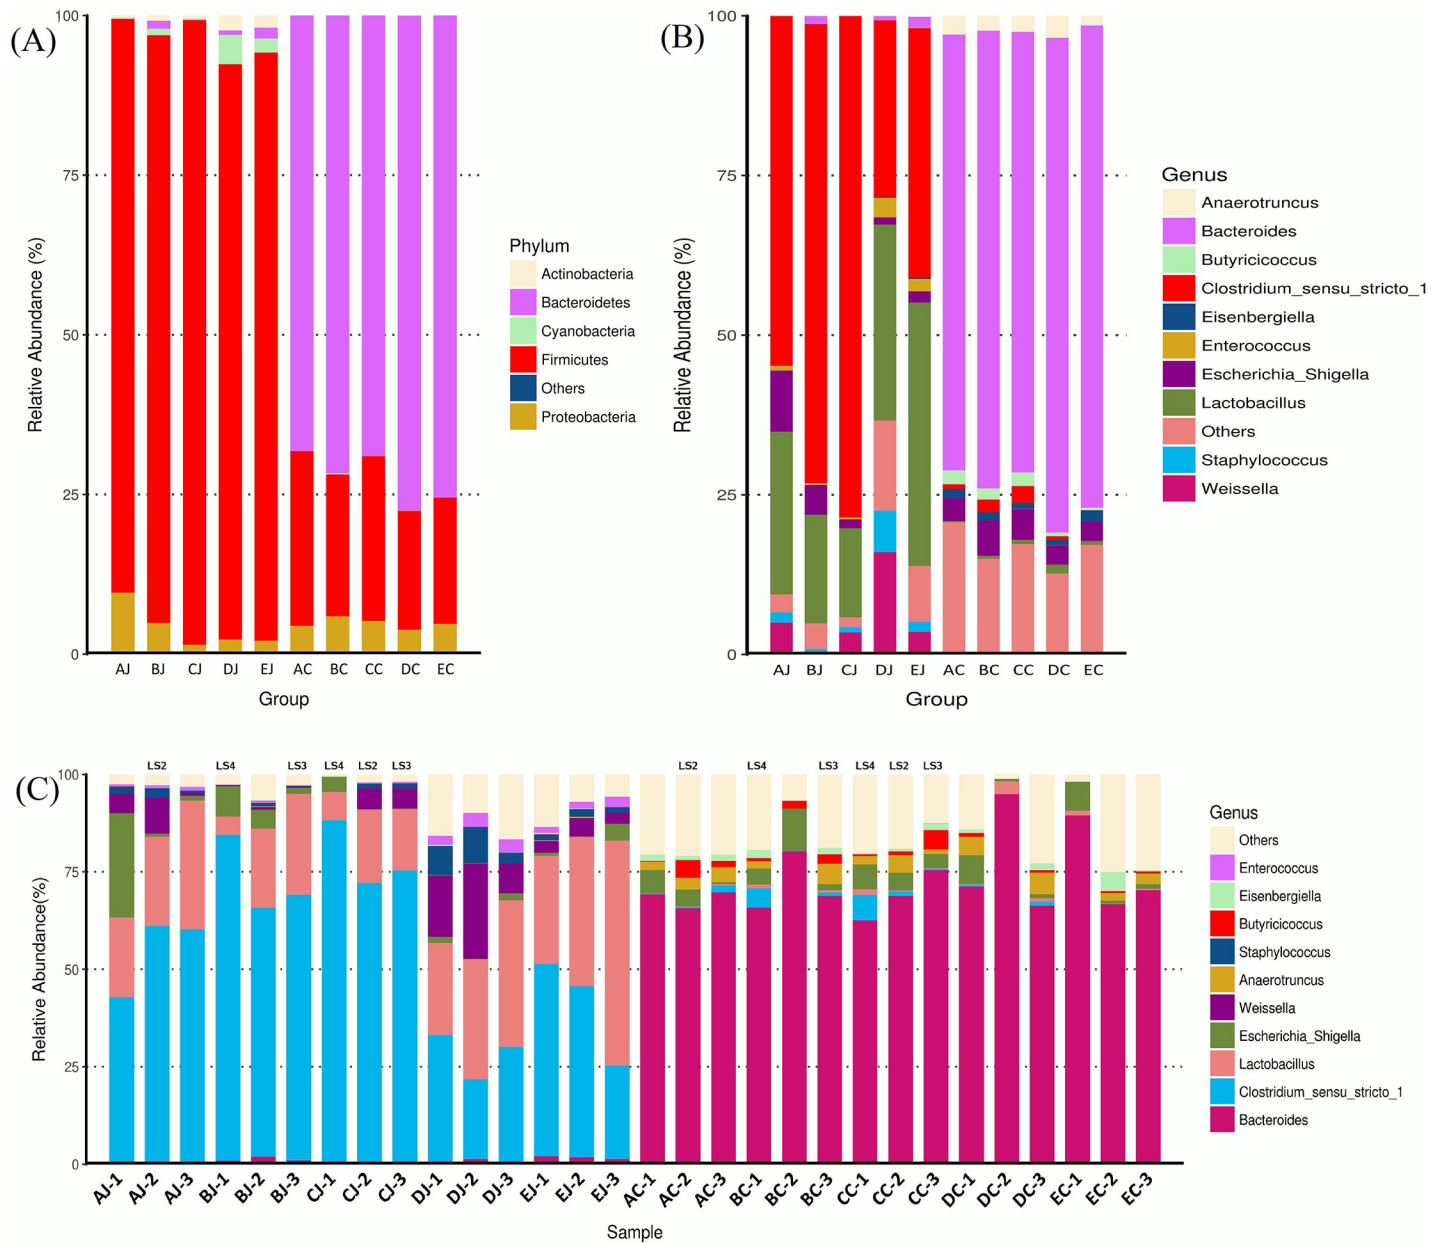 (A)
Relative Abundance (%)
100
75
50
25
0
AJ BJ CJ DJ EJ AC BC CC DC EC
Group
Phylum
Actinobacteria
Bacteroidetes
Cyanobacteria
Firmicutes
Others
Proteobacteria
(B)
Relative Abundance (%)
100
75
50
25
0
AJ BJ CJ DJ EJ AC BC CC DC EC
Group
Genus
Anaerotruncus
Bacteroides
Butyricicoccus
Clostridium_sensu_stricto_1
Eisenbergiella
Enterococcus
Escherichia_Shigella
Lactobacillus
Others
Staphylococcus
Weissella
(C)
LS2 LS4 LS3 LS4 LS2 LS3 LS2 LS4 LS3 LS4 LS2 LS3
Relative Abundance(%)
100
75
50
25
0
AJ-1 AJ-2 AJ-3 BJ-1 BJ-2 BJ-3 CJ-1 CJ-2 CJ-3 DJ-1 DJ-2 DJ-3 EJ-1 EJ-2 EJ-3 AC-1 AC-2 AC-3 BC-1 BC-2 BC-3 CC-1 CC-2 CC-3 DC-1 DC-2 DC-3 EC-1 EC-2 EC-3
Sample
Genus
Others
Enterococcus
Eisenbergiella
Butyricicoccus
Staphylococcus
Anaerotruncus
Weissella
Escherichia_Shigella
Lactobacillus
Clostridium_sensu_stricto_1
Bacteroides